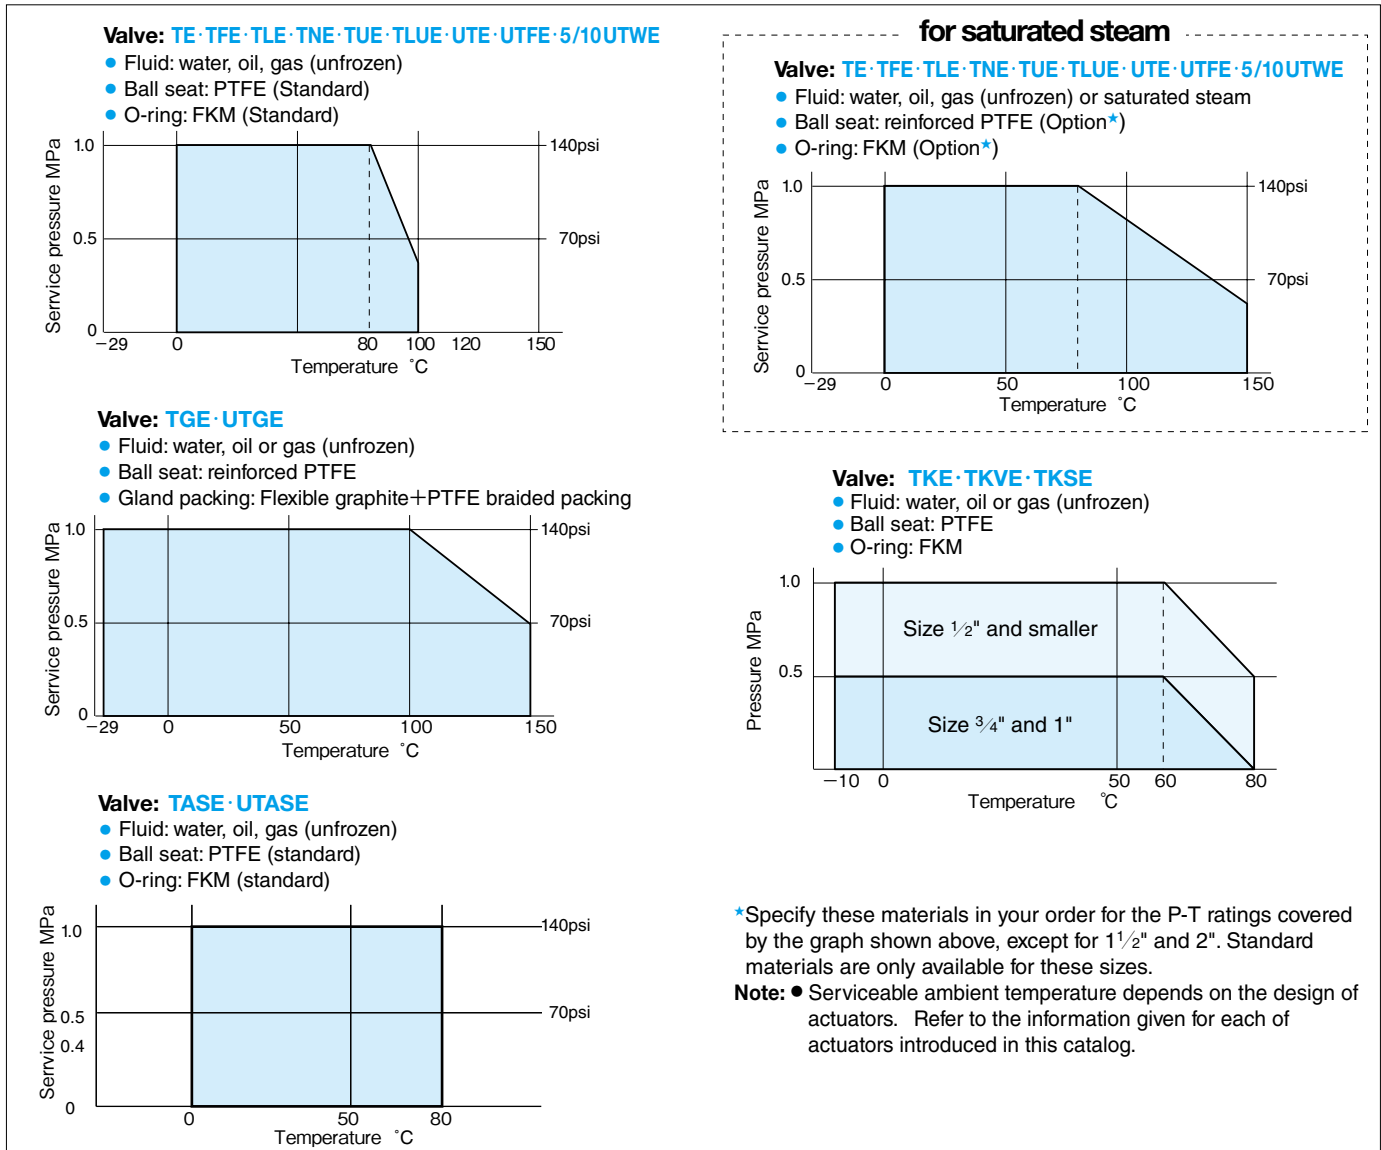 Valve: TE·TFE·TLE·TNE·TUE·TLUE·UTE·UTFE·5/10UTWE
● Fluid: water, oil, gas (unfrozen)
● Ball seat: PTFE (Standard)
● O-ring: FKM (Standard)
Serrvice pressure MPa
1.0
0.5
0
140psi
70psi
−29 0 80 100 120 150
Temperature °C
for saturated steam
Valve: TE·TFE·TLE·TNE·TUE·TLUE·UTE·UTFE·5/10UTWE
● Fluid: water, oil, gas (unfrozen) or saturated steam
● Ball seat: reinforced PTFE (Option★)
● O-ring: FKM (Option★)
Serrvice pressure MPa
1.0
0.5
0
140psi
70psi
−29 0 50 100 150
Temperature °C
Valve: TGE·UTGE
● Fluid: water, oil or gas (unfrozen)
● Ball seat: reinforced PTFE
● Gland packing: Flexible graphite+PTFE braided packing
Serrvice pressure MPa
1.0
0.5
0
140psi
70psi
−29 0 50 100 150
Temperature °C
Valve: TKE·TKVE·TKSE
● Fluid: water, oil or gas (unfrozen)
● Ball seat: PTFE
● O-ring: FKM
Pressure MPa
1.0
0.5
Size 1/2" and smaller
Size 3/4" and 1"
−10 0 50 60 80
Temperature °C
Valve: TASE·UTASE
● Fluid: water, oil, gas (unfrozen)
● Ball seat: PTFE (standard)
● O-ring: FKM (standard)
Serrvice pressure MPa
1.0
0.5
0.4
0
140psi
70psi
0 50 80
Temperature °C
★Specify these materials in your order for the P-T ratings covered
by the graph shown above, except for 1 1/2" and 2". Standard
materials are only available for these sizes.
Note: ● Serviceable ambient temperature depends on the design of
actuators. Refer to the information given for each of
actuators introduced in this catalog.